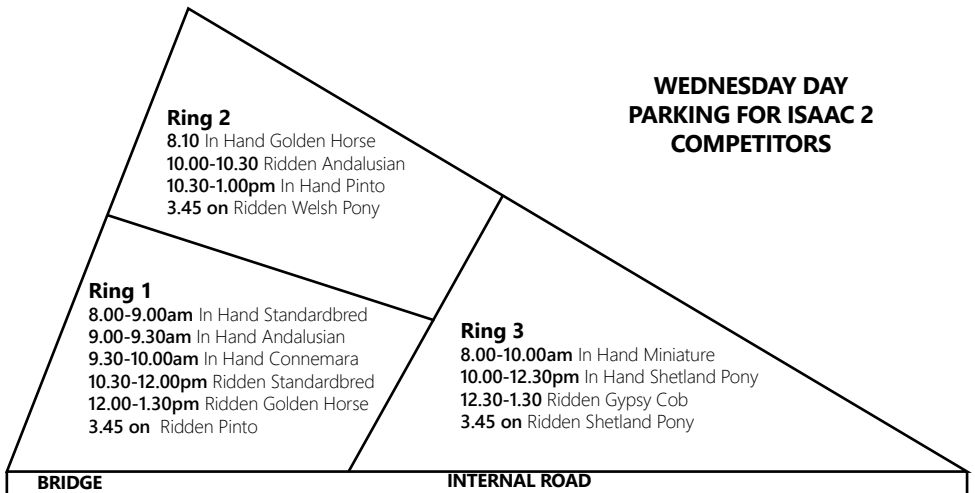 WEDNESDAY DAY
PARKING FOR ISAAC 2
COMPETITORS
Ring 2
8.10 In Hand Golden Horse
10.00-10.30 Ridden Andalusian
10.30-1.00pm In Hand Pinto
3.45 on Ridden Welsh Pony
Ring 1
8.00-9.00am In Hand Standardbred
9.00-9.30am In Hand Andalusian
9.30-10.00am In Hand Connemara
10.30-12.00pm Ridden Standardbred
12.00-1.30pm Ridden Golden Horse
3.45 on Ridden Pinto
Ring 3
8.00-10.00am In Hand Miniature
10.00-12.30pm In Hand Shetland Pony
12.30-1.30 Ridden Gypsy Cob
3.45 on Ridden Shetland Pony
BRIDGE INTERNAL ROAD